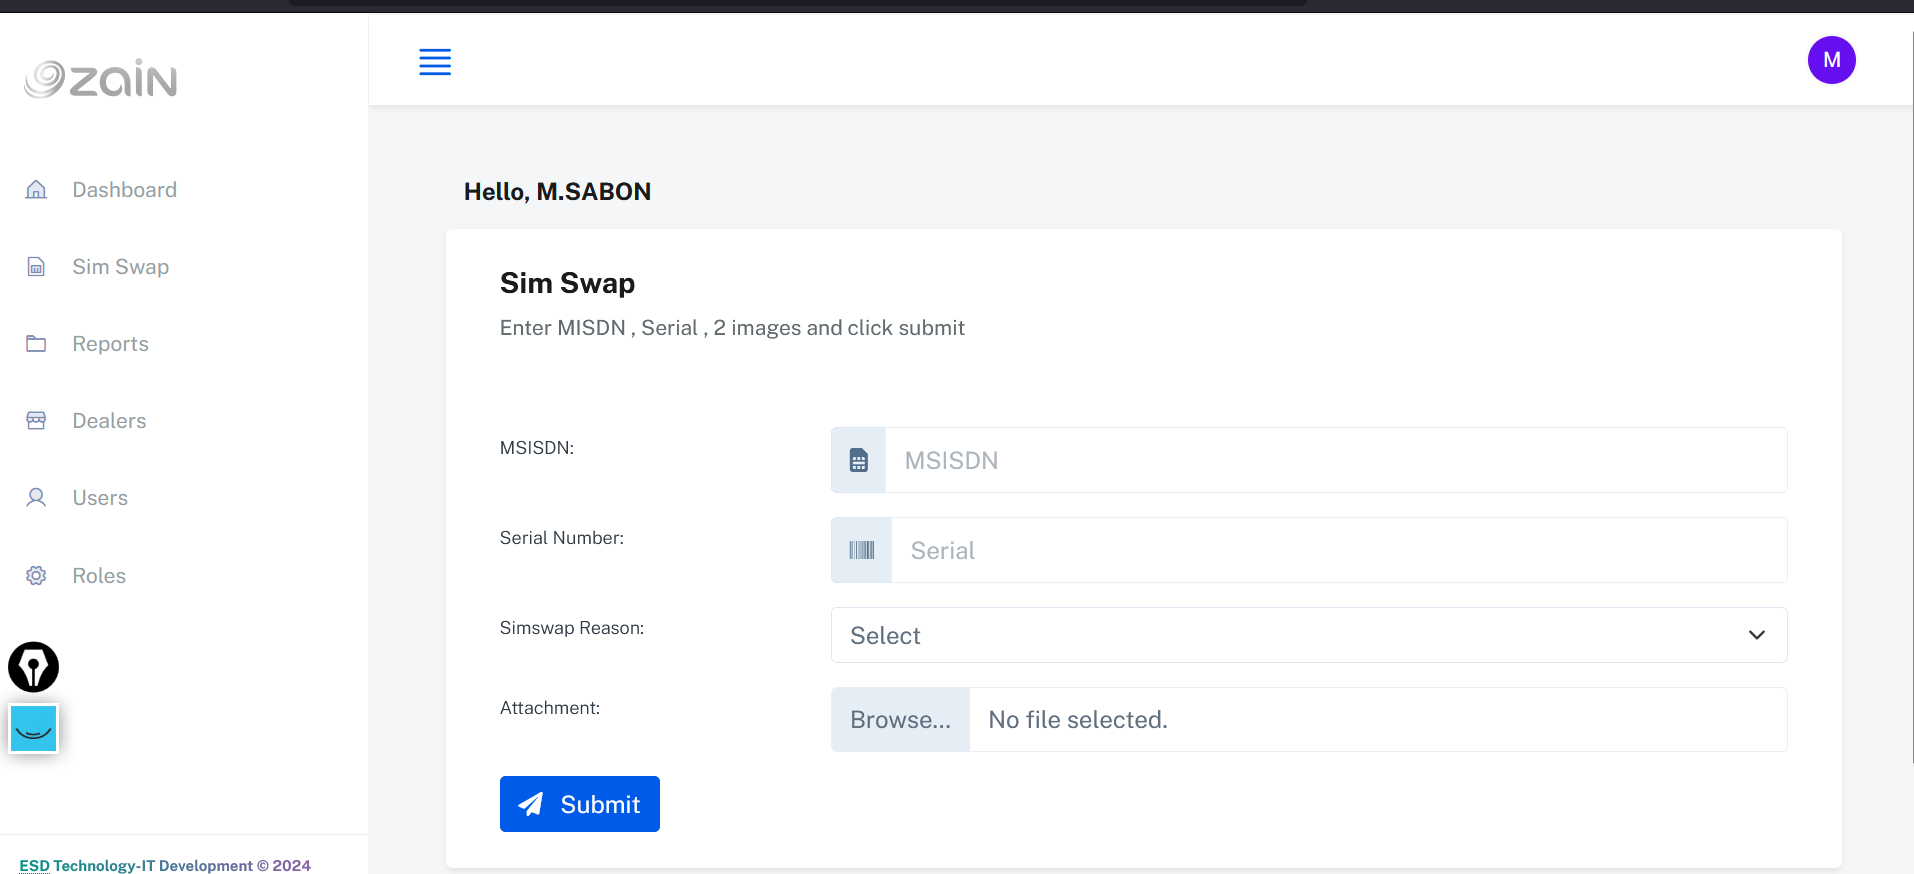 zain
M
Dashboard
Sim Swap
Reports
Dealers
Users
Roles
ESD Technology-IT Development © 2024
Hello, M.SABON
Sim Swap
Enter MISDN , Serial , 2 images and click submit
MSISDN:
MSISDN
Serial Number:
Serial
Simswap Reason:
Select
Attachment:
Browse... No file selected.
Submit